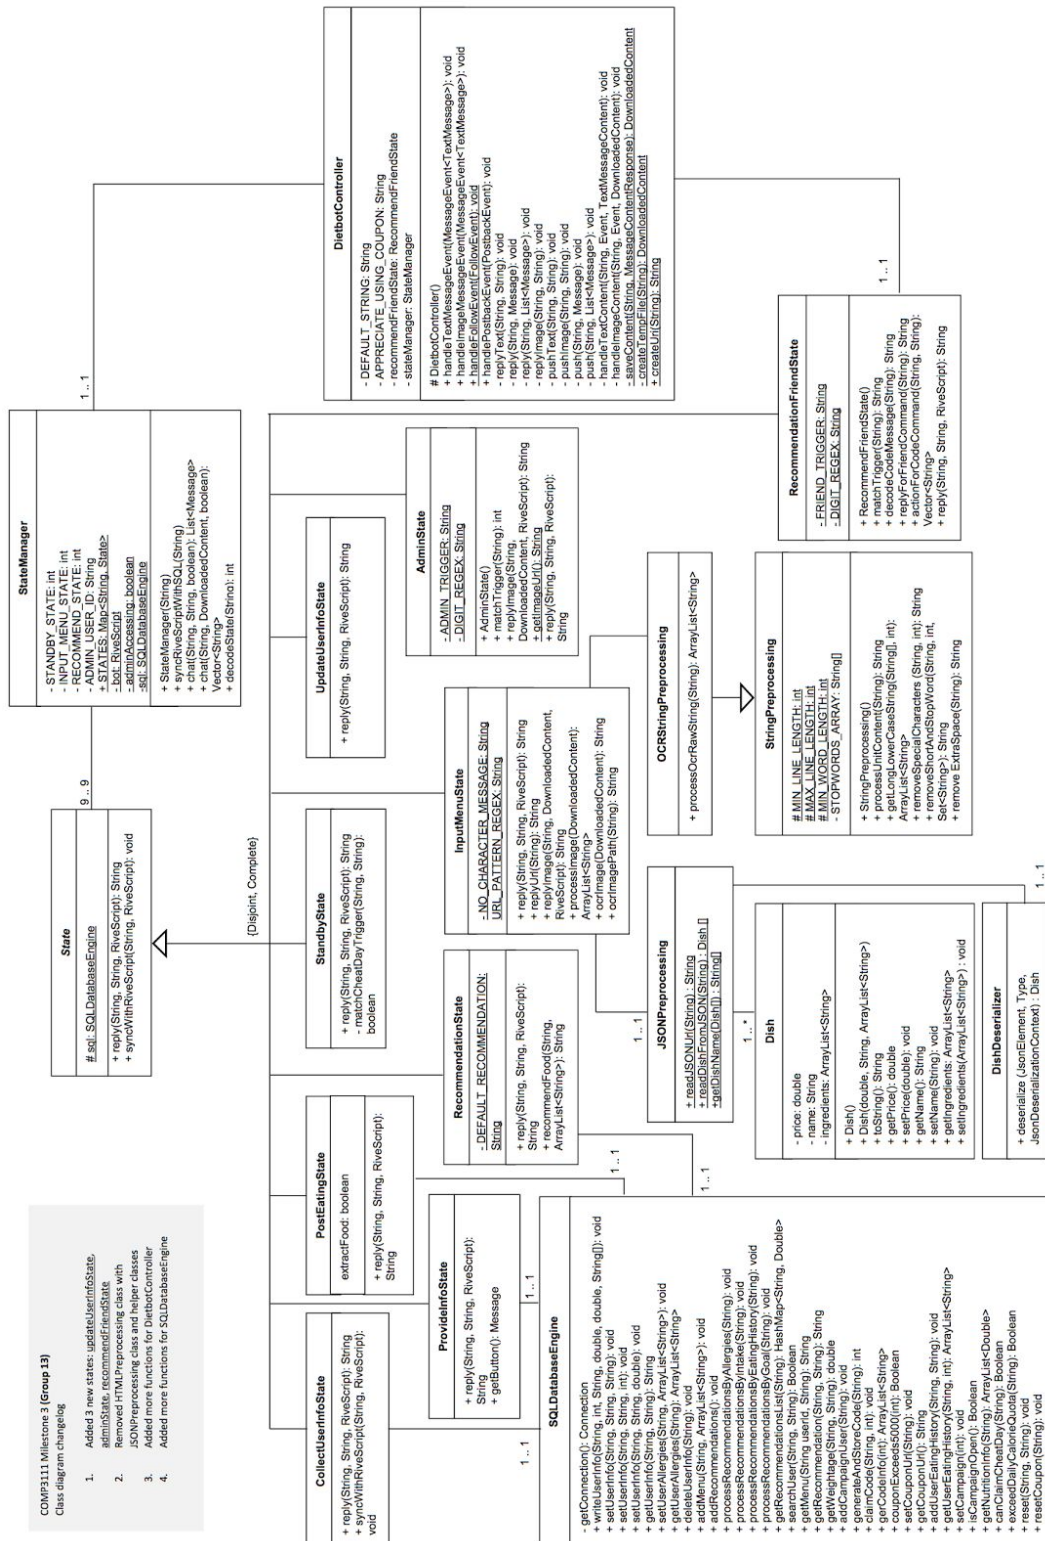 COMP3111 Milestone 3 (Group 13)
Class diagram changelog
1. Added 3 new states: updateUserInfoState,
adminState, recommendFriendState
2. Removed HTMLPreprocessing class with
JSONPreprocessing class and helper classes
3. Added more functions for DietbotController
4. Added more functions for SQLDatabaseEngine
State
# sql: SQLDatabaseEngine
+ reply(String, String, RiveScript): String
+ syncWithRiveScript(String, RiveScript): void
9 .. 9
StateManager
- STANDBY_STATE: int
- INPUT_MENU_STATE: int
- RECOMMEND_STATE: int
- ADMIN_USER_ID: String
+ STATES: Map<String, State>
- bot: RiveScript
- adminAccessing: boolean
-sql: SQLDatabaseEngine
+ StateManager(String)
+ syncRiveScriptWithSQL(String)
+ chat(String, String, boolean): List<Message>
+ chat(String, DownloadedContent, boolean):
Vector<String>
+ decodeState(String): int
1 .. 1
{Disjoint, Complete}
DietbotController
- DEFAULT_STRING: String
- APPRECIATE_USING_COUPON: String
- recommendFriendState: RecommendFriendState
- stateManager: StateManager
# DietbotController()
+ handleTextMessageEvent(MessageEvent<TextMessage>): void
+ handleImageMessageEvent(MessageEvent<TextMessage>): void
+ handleFollowEvent(FollowEvent): void
+ handlePostbackEvent(PostbackEvent): void
- replyText(String, String): void
- reply(String, Message): void
- reply(String, List<Message>): void
- replyImage(String, String): void
- pushText(String, String): void
- pushImage(String, String): void
- push(String, Message): void
- push(String, List<Message>): void
- handleTextContent(String, Event, TextMessageContent): void
- handleImageContent(String, Event, DownloadedContent): void
- saveContent(String, MessageContentResponse): DownloadedContent
- createTempFile(String): DownloadedContent
+ createUri(String): String
1 .. 1
CollectUserInfoState
+ reply(String, String, RiveScript): String
+ syncWithRiveScript(String, RiveScript):
void
1 .. 1
PostEatingState
extractFood: boolean
+ reply(String, String, RiveScript):
String
StandbyState
+ reply(String, String, RiveScript): String
- matchCheatDayTrigger(String, String):
boolean
UpdateUserInfoState
+ reply(String, String, RiveScript): String
ProvideInfoState
+ reply(String, String, RiveScript):
String
+ getButton(): Message
1 .. 1
1 .. 1
RecommendationState
- DEFAULT_RECOMMENDATION:
String
+ reply(String, String, RiveScript):
String
+ recommendFood(String,
ArrayList<String>): String
1 .. 1
InputMenuState
- NO_CHARACTER_MESSAGE: String
URL_PATTERN_REGEX: String
+ reply(String, String, RiveScript): String
+ replyUrl(String): String
+ replyImage(String, DownloadedContent,
RiveScript): String
+ processImage(DownloadedContent):
ArrayList<String>
+ ocrImage(DownloadedContent): String
+ ocrImagePath(String): String
1 .. 1
AdminState
- ADMIN_TRIGGER: String
- DIGIT_REGEX: String
+ AdminState()
+ matchTrigger(String): int
+ replyImage(String,
DownloadedContent, RiveScript): String
+ getImageUrl(): String
+ reply(String, String, RiveScript):
String
SQLDatabaseEngine
- getConnection(): Connection
+ writeUserInfo(String, int, String, double, String[]): void
+ setUserInfo(String, String, String): void
+ setUserInfo(String, String, int): void
+ setUserInfo(String, String, double): void
+ getUserInfo(String, String): String
+ setUserAllergies(String, ArrayList<String>): void
+ getUserAllergies(String): ArrayList<String>
+ deleteUserInfo(String): void
+ addMenu(String, ArrayList<String>): void
+ addRecommendations(): void
+ processRecommendationsByAllergies(String): void
+ processRecommendationsByIntake(String): void
+ processRecommendationsByEatingHistory(String): void
+ processRecommendationsByGoal(String): void
+ getRecommendationsList(String): HashMap<String, Double>
+ searchUser(String, String): Boolean
+ getMenu(String userId, String): String
+ getRecommendation(String, String): String
+ getWeightage(String, String): double
+ addCampaignUser(String): void
+ generateAndStoreCode(String): int
+ claimCode(String, int): void
+ getCodeInfo(int): ArrayList<String>
+ couponExceeds5000(int): Boolean
+ setCouponUrl(String): void
+ getCouponUrl(): String
+ addUserEatingHistory(String, String): void
+ getUserEatingHistory(String, int): ArrayList<String>
+ setCampaign(int): void
+ isCampaignOpen(): Boolean
+ getNutritionInfo(String): ArrayList<Double>
+ canClaimCheatDay(String): Boolean
+ exceedDailyCalorieQuota(String): Boolean
+ reset(String, String): void
+ resetCoupon(String, String): void
JSONPreprocessing
+ readJSONUrl(String) : String
+ readDishFromJSON(String) : Dish []
+getDishName(Dish[]) : String[]
1 .. *
1 .. 1
OCRStringPreprocessing
+ processOcrRawString(String): ArrayList<String>
StringPreprocessing
# MIN_LINE_LENGTH: int
# MAX_LINE_LENGTH: int
# MIN_WORD_LENGTH: int
- STOPWORDS_ARRAY: String[]
+ StringPreprocessing()
+ processUnitContent(String): String
+ getLongLowerCaseString(String[], int):
ArrayList<String>
+ removeSpecialCharacters (String, int): String
+ removeShortAndStopWord(String, int,
Set<String>): String
+ remove ExtraSpace(String): String
RecommendationFriendState
- FRIEND_TRIGGER: String
- DIGIT_REGEX: String
+ RecommendFriendState()
+ matchTrigger(String): String
+ decodeCodeMessage(String): String
+ replyForFriendCommand(String): String
+ actionForCodeCommand(String, String):
Vector<String>
+ reply(String, String, RiveScript): String
Dish
- price: double
- name: String
- ingredients: ArrayList<String>
+ Dish()
+ Dish(double, String, ArrayList<String>)
+ toString(): String
+ getPrice(): double
+ setPrice(double): void
+ getName(): String
+ setName(String): void
+ getIngredients: ArrayList<String>
+ setIngredients(ArrayList<String>) : void
DishDeserializer
+ deserialize (JsonElement, Type,
JsonDeserializationContext) : Dish